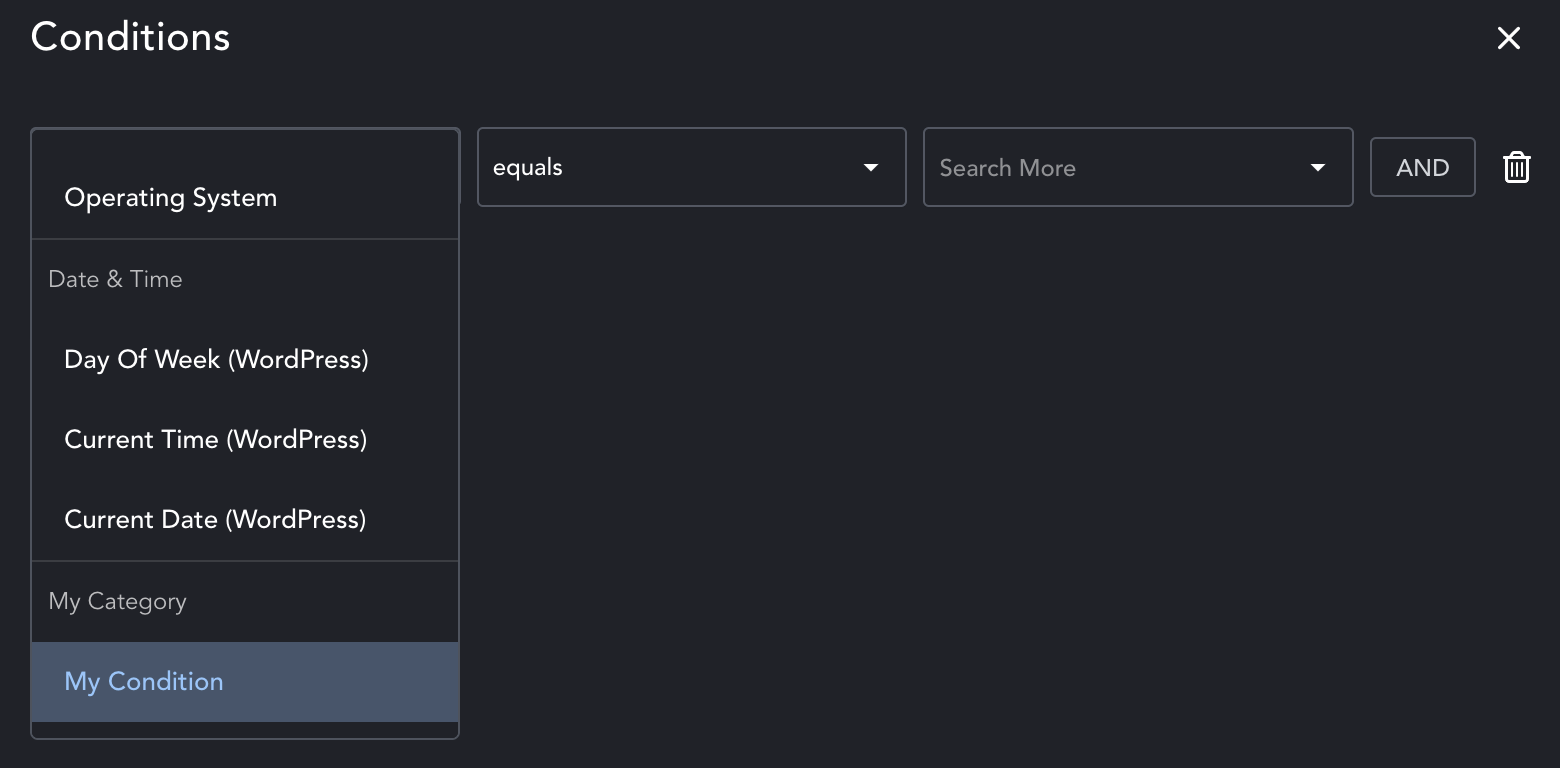 Conditions
equals
Search More
AND
Operating System
Date & Time
Day Of Week (WordPress)
Current Time (WordPress)
Current Date (WordPress)
My Category
My Condition